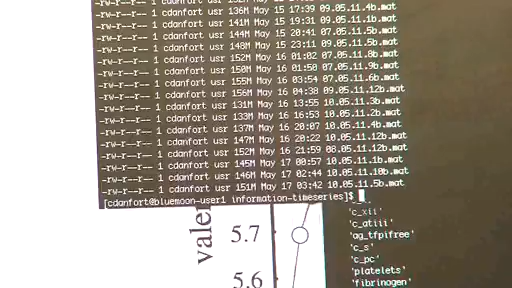 -rw-r--r-- 1 cdanfort usr 136M May 15 17:39 09.05.11.4b.mat
-rw-r--r-- 1 cdanfort usr 141M May 15 19:31 09.05.11.1b.mat
-rw-r--r-- 1 cdanfort usr 144M May 15 20:41 07.05.11.5b.mat
-rw-r--r-- 1 cdanfort usr 148M May 15 23:11 09.05.11.5b.mat
-rw-r--r-- 1 cdanfort usr 152M May 16 01:02 07.05.11.8b.mat
-rw-r--r-- 1 cdanfort usr 150M May 16 01:50 07.05.11.9b.mat
-rw-r--r-- 1 cdanfort usr 155M May 16 03:54 07.05.11.6b.mat
-rw-r--r-- 1 cdanfort usr 156M May 16 04:38 09.05.11.12b.mat
-rw-r--r-- 1 cdanfort usr 131M May 16 13:55 10.05.11.3b.mat
-rw-r--r-- 1 cdanfort usr 133M May 16 16:53 10.05.11.2b.mat
-rw-r--r-- 1 cdanfort usr 137M May 16 20:07 10.05.11.4b.mat
-rw-r--r-- 1 cdanfort usr 147M May 16 20:22 10.05.11.12b.mat
-rw-r--r-- 1 cdanfort usr 152M May 16 21:59 08.05.11.12b.mat
-rw-r--r-- 1 cdanfort usr 145M May 17 00:57 10.05.11.1b.mat
-rw-r--r-- 1 cdanfort usr 146M May 17 02:44 10.05.11.10b.mat
-rw-r--r-- 1 cdanfort usr 151M May 17 03:42 10.05.11.5b.mat
[cdanfort@bluemoon-user1 information-timeseries]$
valer
5.7
5.6
'c_xii'
'c_atiii'
'ag_tfpifree'
'c_s'
'c_pc'
'platelets'
'fibrinogen'